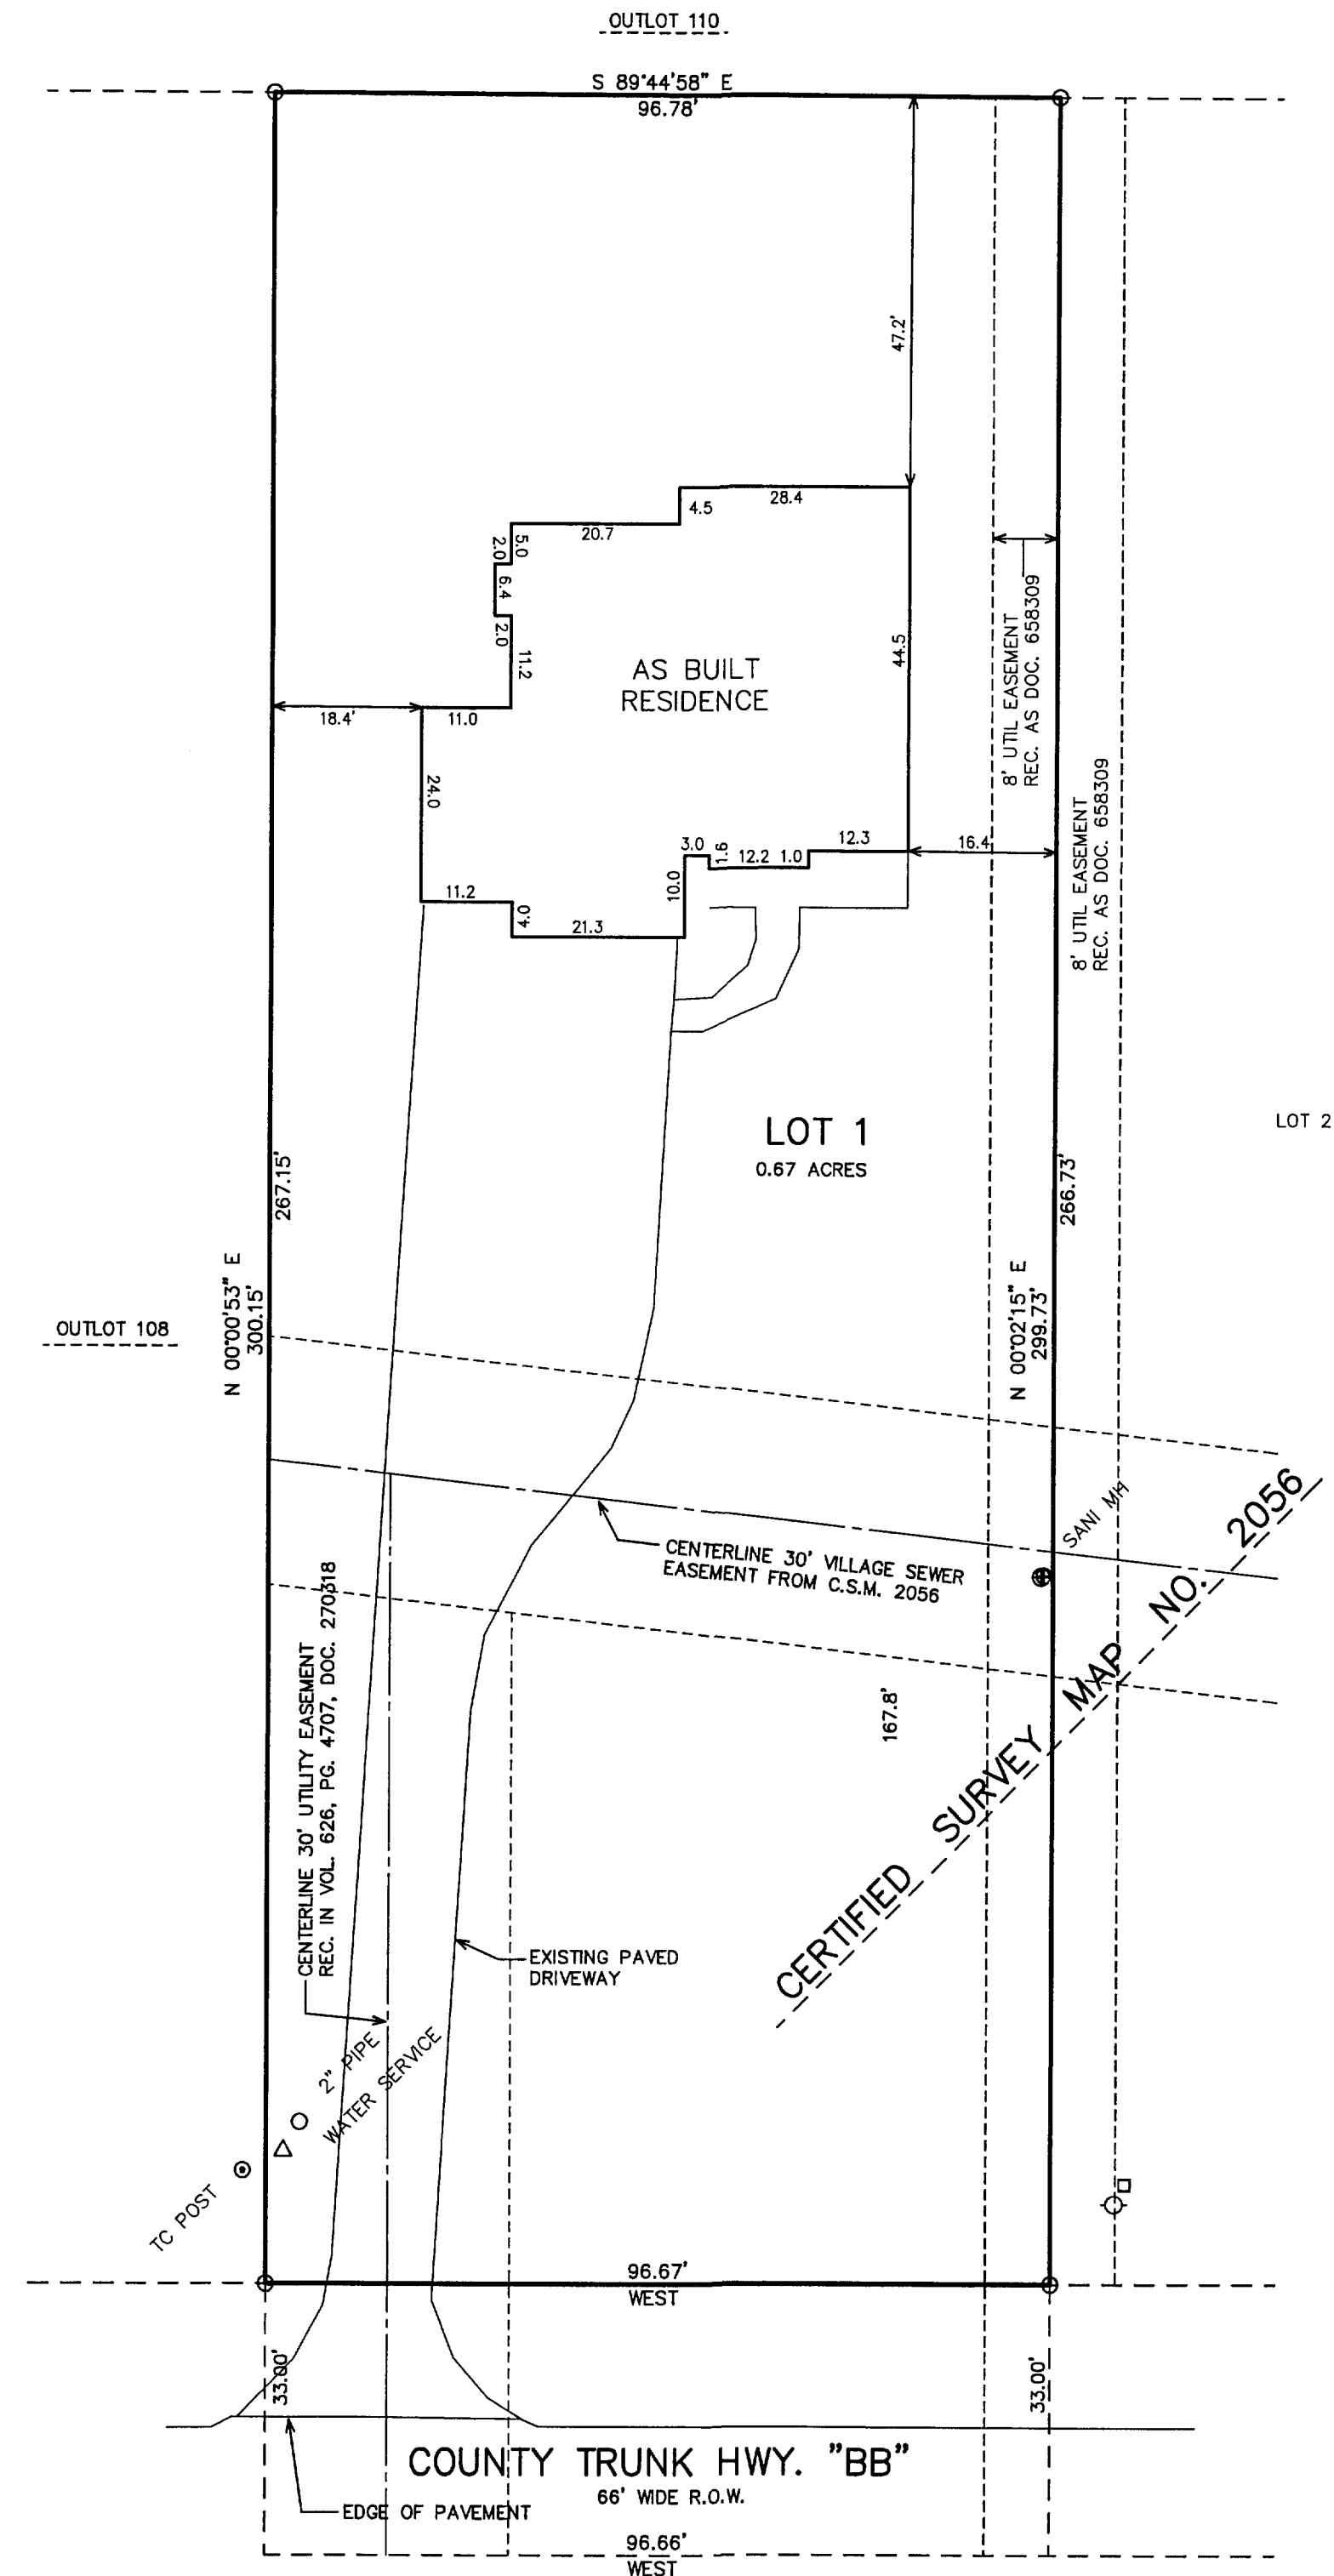 OUTLOT 110
S 89°44'58" E
96.78'
47.2'
28.4
4.5
20.7
5.0
2.0
6.4
2.0
11.2
44.5
AS BUILT
RESIDENCE
8' UTIL EASEMENT
REC. AS DOC. 658309
18.4'
11.0
24.0
8' UTIL EASEMENT
REC. AS DOC. 658309
3.0
1.6
12.2
1.0
12.3
16.4
10.0
11.2
4.0
21.3
LOT 1
0.67 ACRES
LOT 2
267.15'
266.73'
N 00°00'53" E
300.15'
N 00°02'15" E
299.73'
OUTLOT 108
SANI MH
CENTERLINE 30' VILLAGE SEWER
EASEMENT FROM C.S.M. 2056
CERTIFIED SURVEY MAP NO. 2056
167.8'
CENTERLINE 30' UTILITY EASEMENT
REC. IN VOL. 626, PG. 4707, DOC. 270318
EXISTING PAVED
DRIVEWAY
2" PIPE
WATER SERVICE
TC POST
96.67'
WEST
33.00'
33.00'
COUNTY TRUNK HWY. "BB"
66' WIDE R.O.W.
EDGE OF PAVEMENT
96.66'
WEST